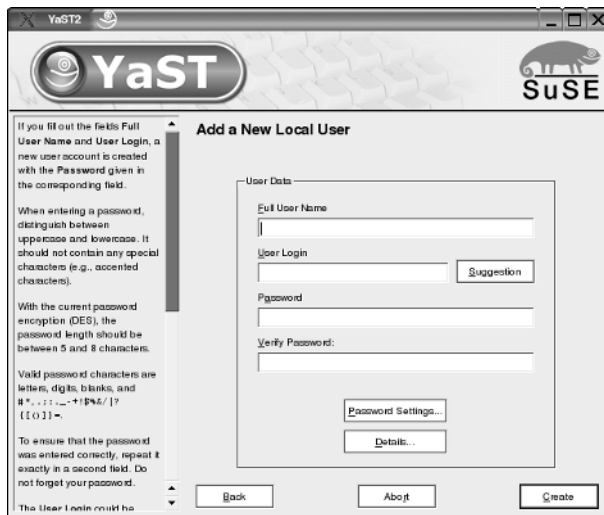 YaST2
YaST
SuSE
If you fill out the fields Full
User Name and User Login, a
new user account is created
with the Password given in
the corresponding field.
When entering a password,
distinguish between
uppercase and lowercase. It
should not contain any special
characters (e.g., accented
characters).
With the current password
encryption (DES), the
password length should be
between 5 and 8 characters.
Valid password characters are
letters, digits, blanks, and
#*,.;:._-+!$%&/|?
{[()]}=.
To ensure that the password
was entered correctly, repeat it
exactly in a second field. Do
not forget your password.
The User Login could be
Add a New Local User
User Data
Full User Name
User Login
Suggestion
Password
Verify Password:
Password Settings...
Details...
Back
Abort
Create